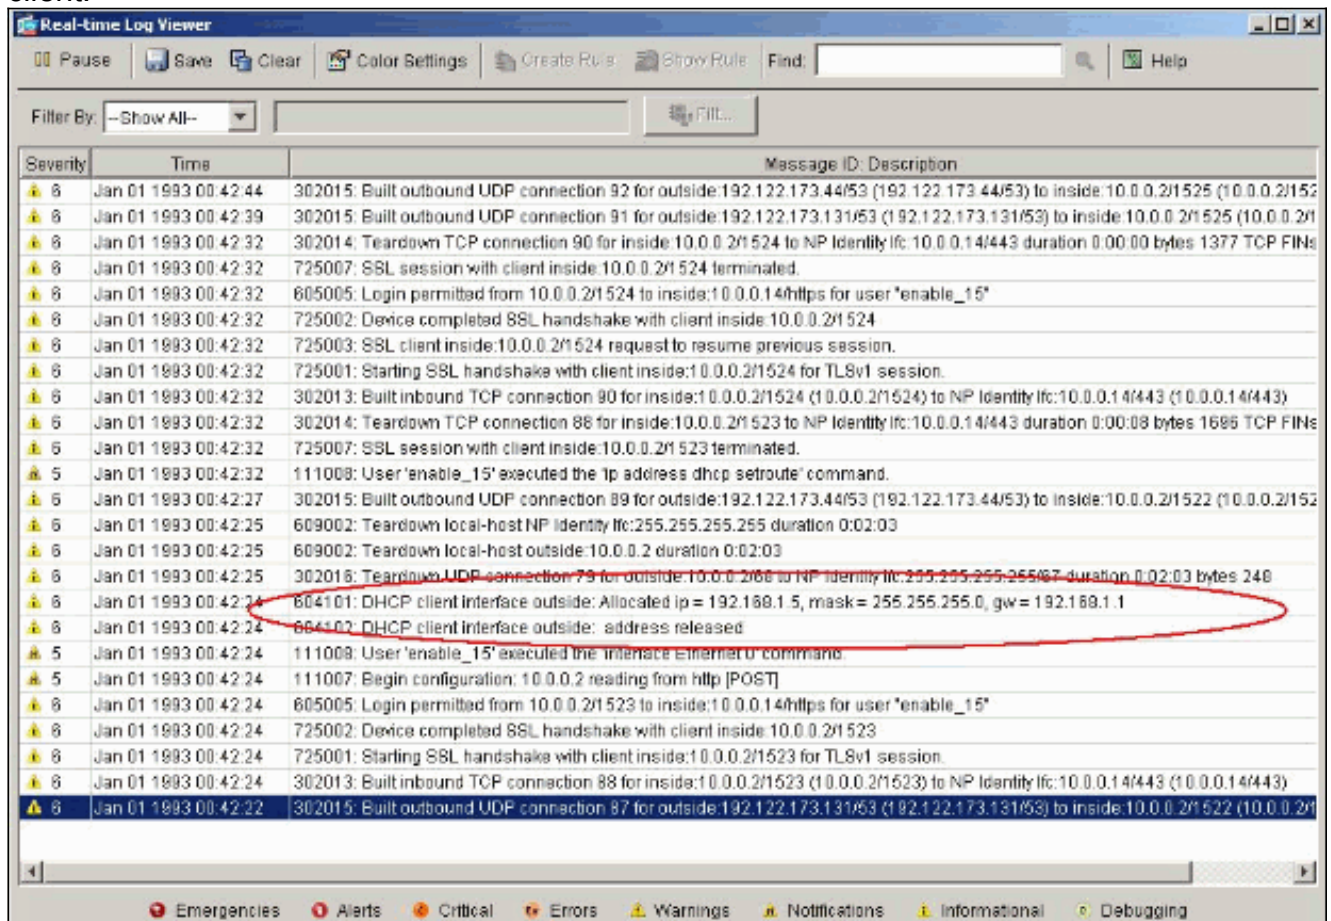 client.
Real-time Log Viewer
Pause Save Clear Color Settings Create Rule Show Rule Find: Help
Filter By: --Show All-- Filt...
Severity Time Message ID: Description
6 Jan 01 1993 00:42:44 302015: Built outbound UDP connection 92 for outside:192.122.173.44/53 (192.122.173.44/53) to inside:10.0.0.2/1525 (10.0.0.2/152
6 Jan 01 1993 00:42:39 302015: Built outbound UDP connection 91 for outside:192.122.173.131/53 (192.122.173.131/53) to inside:10.0.0.2/1525 (10.0.0.2/1
6 Jan 01 1993 00:42:32 302014: Teardown TCP connection 90 for inside:10.0.0.2/1524 to NP Identity Ifc:10.0.0.14/443 duration 0:00:00 bytes 1377 TCP FINs
6 Jan 01 1993 00:42:32 725007: SSL session with client inside:10.0.0.2/1524 terminated.
6 Jan 01 1993 00:42:32 605005: Login permitted from 10.0.0.2/1524 to inside:10.0.0.14/https for user "enable_15"
6 Jan 01 1993 00:42:32 725002: Device completed SSL handshake with client inside:10.0.0.2/1524
6 Jan 01 1993 00:42:32 725003: SSL client inside:10.0.0.2/1524 request to resume previous session.
6 Jan 01 1993 00:42:32 725001: Starting SSL handshake with client inside:10.0.0.2/1524 for TLSv1 session.
6 Jan 01 1993 00:42:32 302013: Built inbound TCP connection 90 for inside:10.0.0.2/1524 (10.0.0.2/1524) to NP Identity Ifc:10.0.0.14/443 (10.0.0.14/443)
6 Jan 01 1993 00:42:32 302014: Teardown TCP connection 88 for inside:10.0.0.2/1523 to NP Identity Ifc:10.0.0.14/443 duration 0:00:08 bytes 1695 TCP FINs
6 Jan 01 1993 00:42:32 725007: SSL session with client inside:10.0.0.2/1523 terminated.
5 Jan 01 1993 00:42:32 111008: User 'enable_15' executed the 'ip address dhcp setroute' command.
6 Jan 01 1993 00:42:27 302015: Built outbound UDP connection 89 for outside:192.122.173.44/53 (192.122.173.44/53) to inside:10.0.0.2/1522 (10.0.0.2/152
6 Jan 01 1993 00:42:25 609002: Teardown local-host NP Identity Ifc:255.255.255.255 duration 0:02:03
6 Jan 01 1993 00:42:25 609002: Teardown local-host outside:10.0.0.2 duration 0:02:03
6 Jan 01 1993 00:42:25 302016: Teardown UDP connection 79 for outside:10.0.0.2/68 to NP Identity Ifc:255.255.255.255/67 duration 0:02:03 bytes 248
6 Jan 01 1993 00:42:24 604101: DHCP client interface outside: Allocated ip = 192.168.1.5, mask = 255.255.255.0, gw = 192.168.1.1
6 Jan 01 1993 00:42:24 604102: DHCP client interface outside: address released
5 Jan 01 1993 00:42:24 111008: User 'enable_15' executed the 'interface Ethernet 0' command.
5 Jan 01 1993 00:42:24 111007: Begin configuration: 10.0.0.2 reading from http [POST]
6 Jan 01 1993 00:42:24 605005: Login permitted from 10.0.0.2/1523 to inside:10.0.0.14/https for user "enable_15"
6 Jan 01 1993 00:42:24 725002: Device completed SSL handshake with client inside:10.0.0.2/1523
6 Jan 01 1993 00:42:24 725001: Starting SSL handshake with client inside:10.0.0.2/1523 for TLSv1 session.
6 Jan 01 1993 00:42:24 302013: Built inbound TCP connection 88 for inside:10.0.0.2/1523 (10.0.0.2/1523) to NP Identity Ifc:10.0.0.14/443 (10.0.0.14/443)
6 Jan 01 1993 00:42:22 302015: Built outbound UDP connection 87 for outside:192.122.173.131/53 (192.122.173.131/53) to inside:10.0.0.2/1522 (10.0.0.2/1
Emergencies Alerts Critical Errors Warnings Notifications Informational Debugging